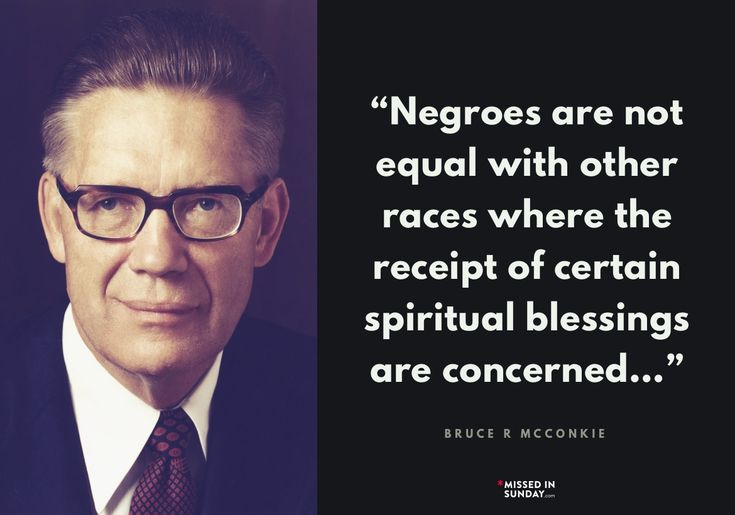 “Negroes are not
equal with other
races where the
receipt of certain
spiritual blessings
are concerned...”
BRUCE R MCCONKIE
*MISSED IN
SUNDAY.com